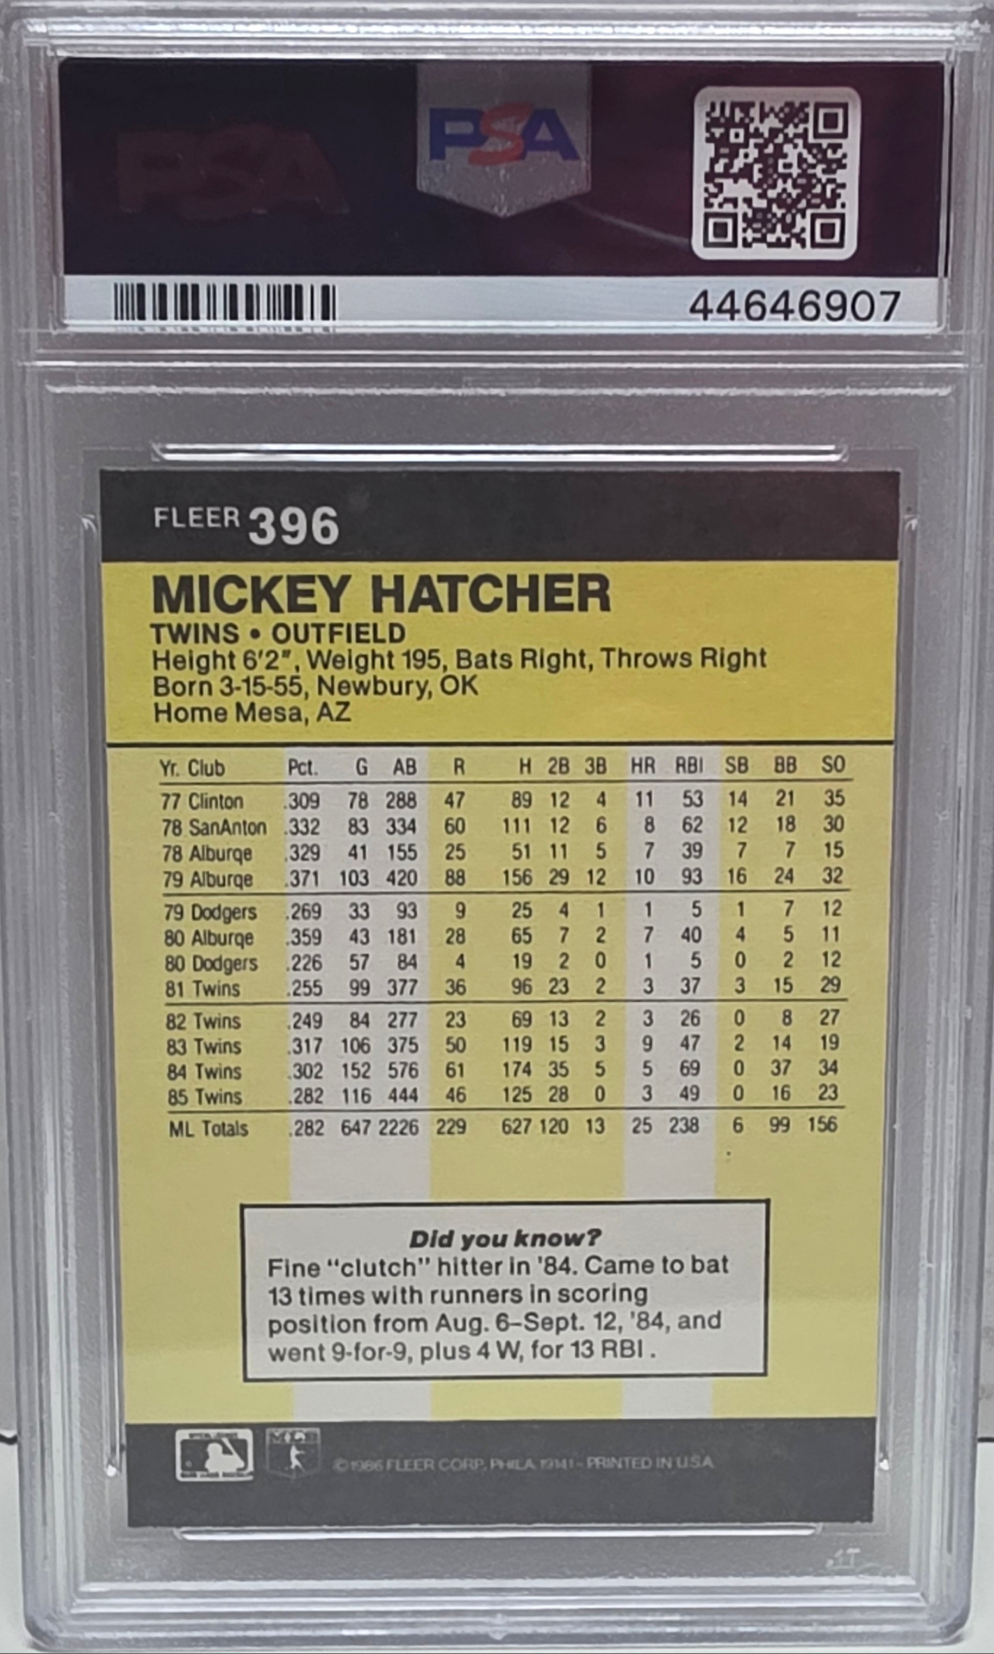 PSA
PSA
44646907
FLEER 396
MICKEY HATCHER
TWINS • OUTFIELD
Height 6'2", Weight 195, Bats Right, Throws Right
Born 3-15-55, Newbury, OK
Home Mesa, AZ
Yr. Club Pct. G AB R H 2B 3B HR RBI SB BB SO
77 Clinton .309 78 288 47 89 12 4 11 53 14 21 35
78 SanAnton .332 83 334 60 111 12 6 8 62 12 18 30
78 Alburqe .329 41 155 25 51 11 5 7 39 7 7 15
79 Alburqe .371 103 420 88 156 29 12 10 93 16 24 32
79 Dodgers .269 33 93 9 25 4 1 1 5 1 7 12
80 Alburqe .359 43 181 28 65 7 2 7 40 4 5 11
80 Dodgers .226 57 84 4 19 2 0 1 5 0 2 12
81 Twins .255 99 377 36 96 23 2 3 37 3 15 29
82 Twins .249 84 277 23 69 13 2 3 26 0 8 27
83 Twins .317 106 375 50 119 15 3 9 47 2 14 19
84 Twins .302 152 576 61 174 35 5 5 69 0 37 34
85 Twins .282 116 444 46 125 28 0 3 49 0 16 23
ML Totals .282 647 2226 229 627 120 13 25 238 6 99 156
Did you know?
Fine "clutch" hitter in '84. Came to bat
13 times with runners in scoring
position from Aug. 6–Sept. 12, '84, and
went 9-for-9, plus 4 W, for 13 RBI.
©1986 FLEER CORP. PHILA. 19141 - PRINTED IN U.S.A.